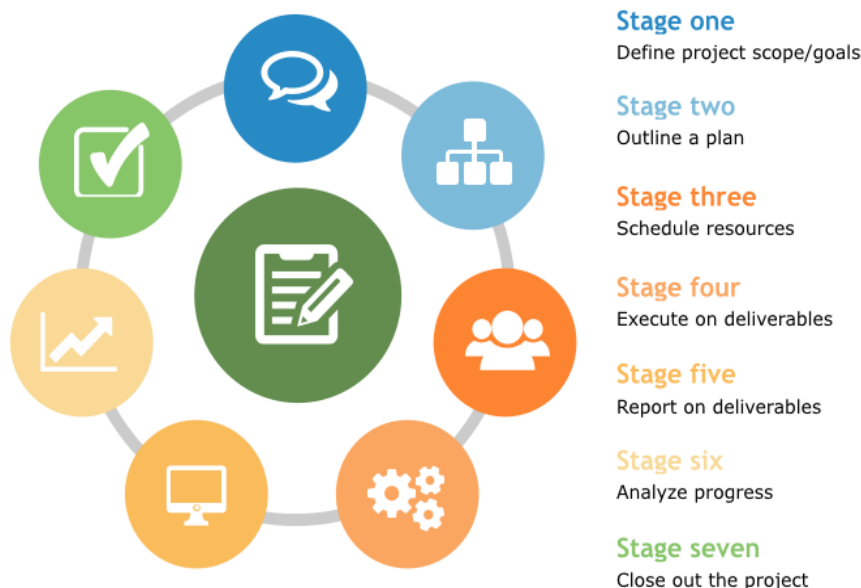 Stage one
Define project scope/goals
Stage two
Outline a plan
Stage three
Schedule resources
Stage four
Execute on deliverables
Stage five
Report on deliverables
Stage six
Analyze progress
Stage seven
Close out the project